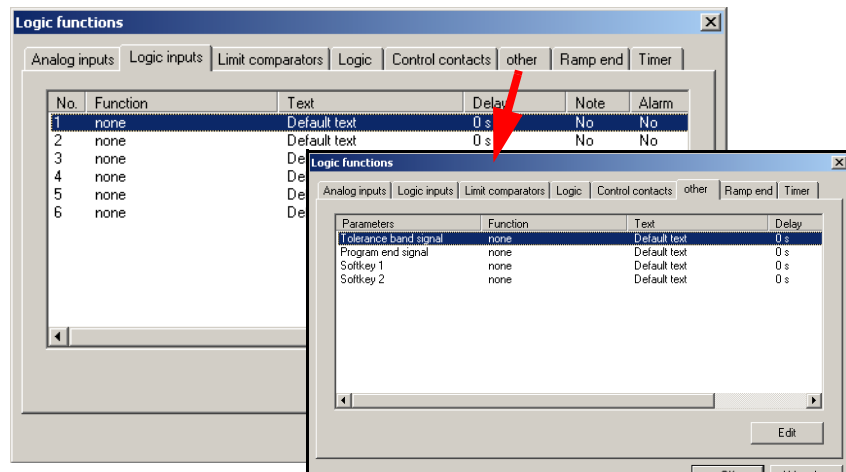 Logic functions
Analog inputs Logic inputs Limit comparators Logic Control contacts other Ramp end Timer
No. Function Text Delay Note Alarm
1 none Default text 0 s No No
2 none Default text 0 s No No
3 none De
4 none De
5 none De
6 none De
Logic functions
Analog inputs Logic inputs Limit comparators Logic Control contacts other Ramp end Timer
Parameters Function Text Delay
Tolerance band signal none Default text 0 s
Program end signal none Default text 0 s
Softkey 1 none Default text 0 s
Softkey 2 none Default text 0 s
Edit